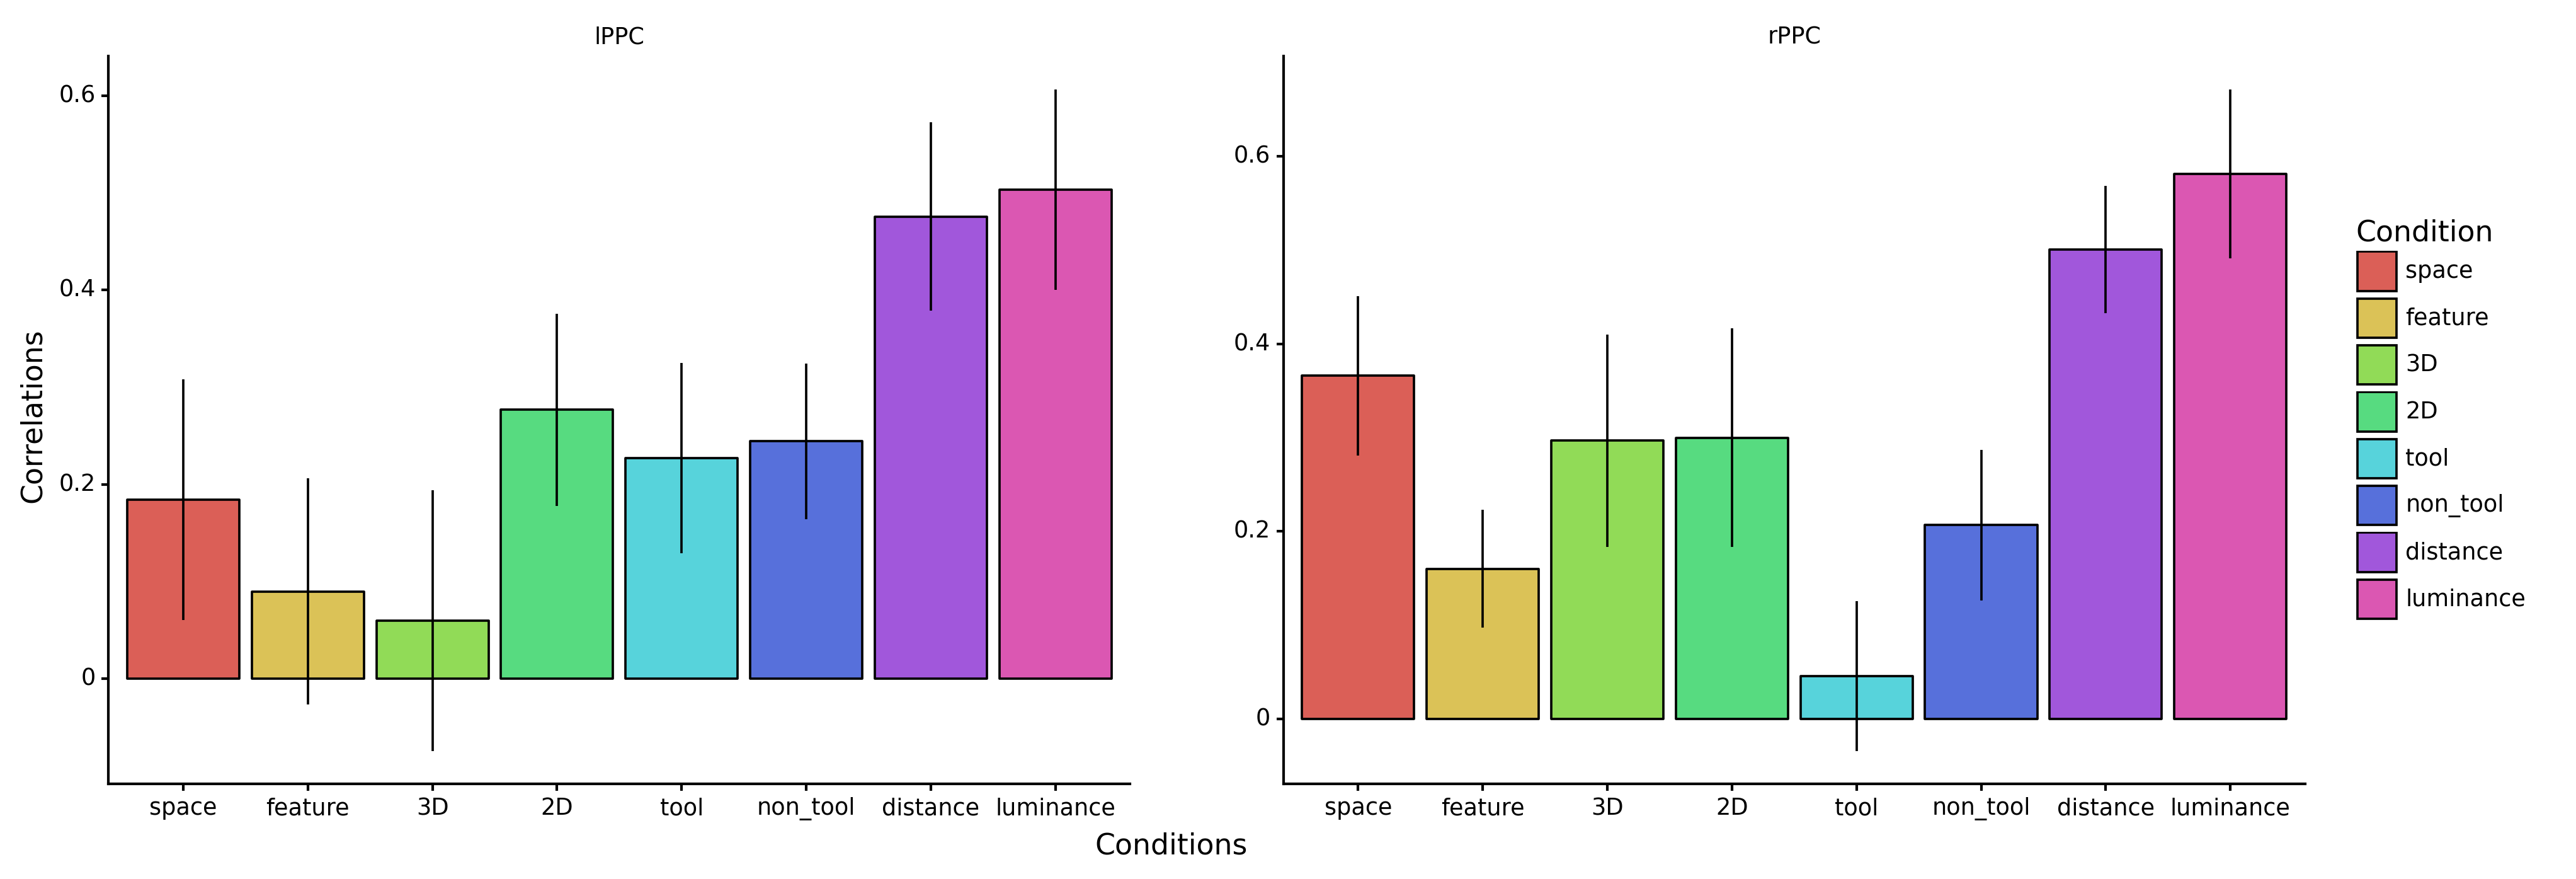 lPPC
rPPC
Correlations
0.6
0.4
0.2
0
0.6
0.4
0.2
0
space feature 3D 2D tool non_tool distance luminance
space feature 3D 2D tool non_tool distance luminance
Conditions
Condition
space
feature
3D
2D
tool
non_tool
distance
luminance